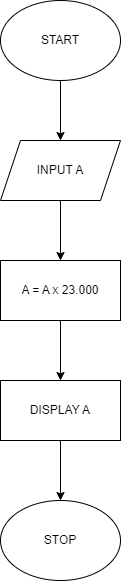 START
INPUT A
A = A x 23.000
DISPLAY A
STOP